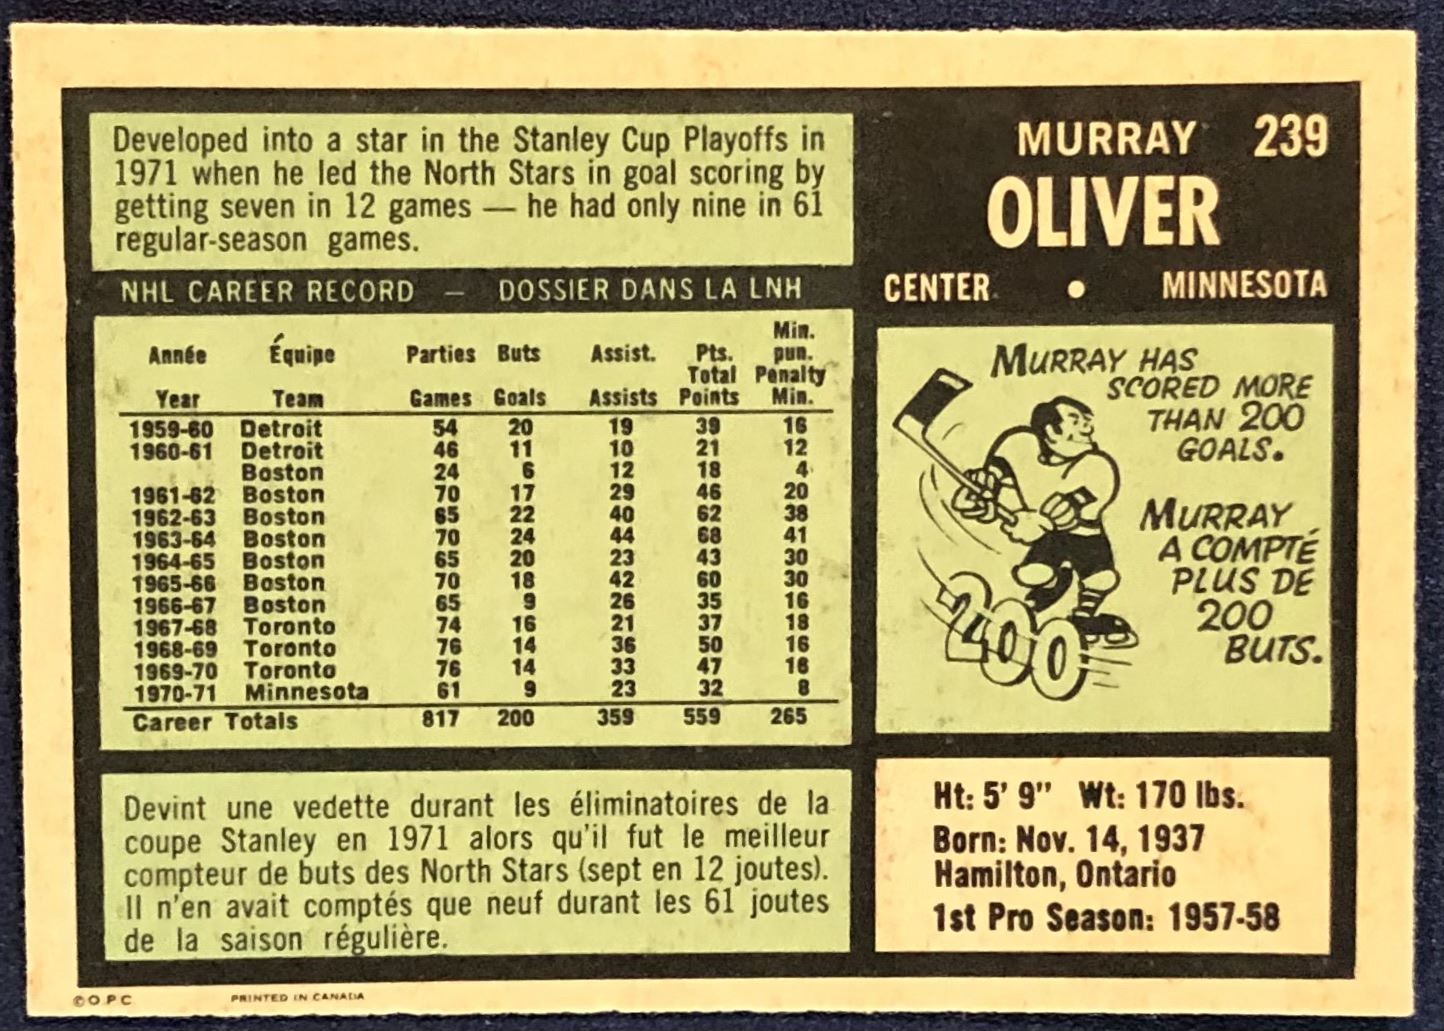 Developed into a star in the Stanley Cup Playoffs in
1971 when he led the North Stars in goal scoring by
getting seven in 12 games — he had only nine in 61
regular-season games.
MURRAY 239
OLIVER
CENTER • MINNESOTA
NHL CAREER RECORD – DOSSIER DANS LA LNH
Année Équipe Parties Buts Assist. Pts. Min. pun.
Year Team Games Goals Assists Total Points Penalty Min.
1959-60 Detroit 54 20 19 39 16
1960-61 Detroit 46 11 10 21 12
Boston 24 6 12 18 4
1961-62 Boston 70 17 29 46 20
1962-63 Boston 65 22 40 62 38
1963-64 Boston 70 24 44 68 41
1964-65 Boston 65 20 23 43 30
1965-66 Boston 70 18 42 60 30
1966-67 Boston 65 9 26 35 16
1967-68 Toronto 74 16 21 37 18
1968-69 Toronto 76 14 36 50 16
1969-70 Toronto 76 14 33 47 16
1970-71 Minnesota 61 9 23 32 8
Career Totals 817 200 359 559 265
MURRAY HAS
SCORED MORE
THAN 200
GOALS.
MURRAY
A COMPTÉ
PLUS DE
200
BUTS.
200
Devint une vedette durant les éliminatoires de la
coupe Stanley en 1971 alors qu'il fut le meilleur
compteur de buts des North Stars (sept en 12 joutes).
Il n'en avait comptés que neuf durant les 61 joutes
de la saison régulière.
Ht: 5' 9" Wt: 170 lbs.
Born: Nov. 14, 1937
Hamilton, Ontario
1st Pro Season: 1957-58
© O.P.C. PRINTED IN CANADA